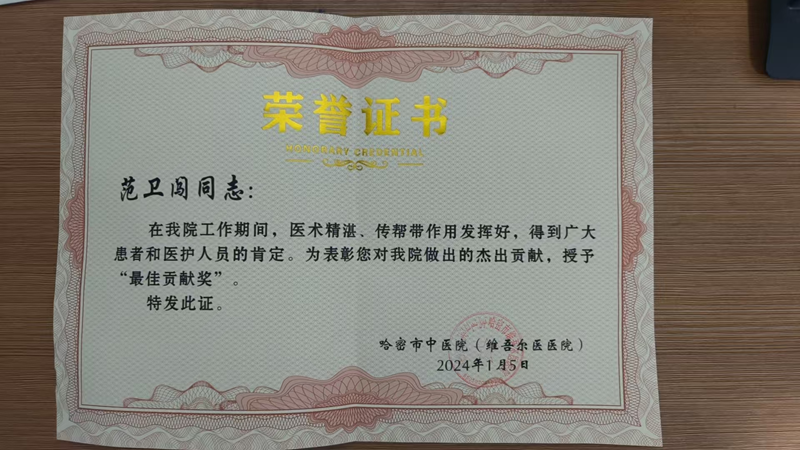 荣誉证书
HONORARY CREDENTIAL
范卫闯同志：
在我院工作期间，医术精湛、传帮带作用发挥好，得到广大
患者和医护人员的肯定。为表彰您对我院做出的杰出贡献，授予
“最佳贡献奖”。
特发此证。
哈密市中医院（维吾尔医医院）
2024年1月5日